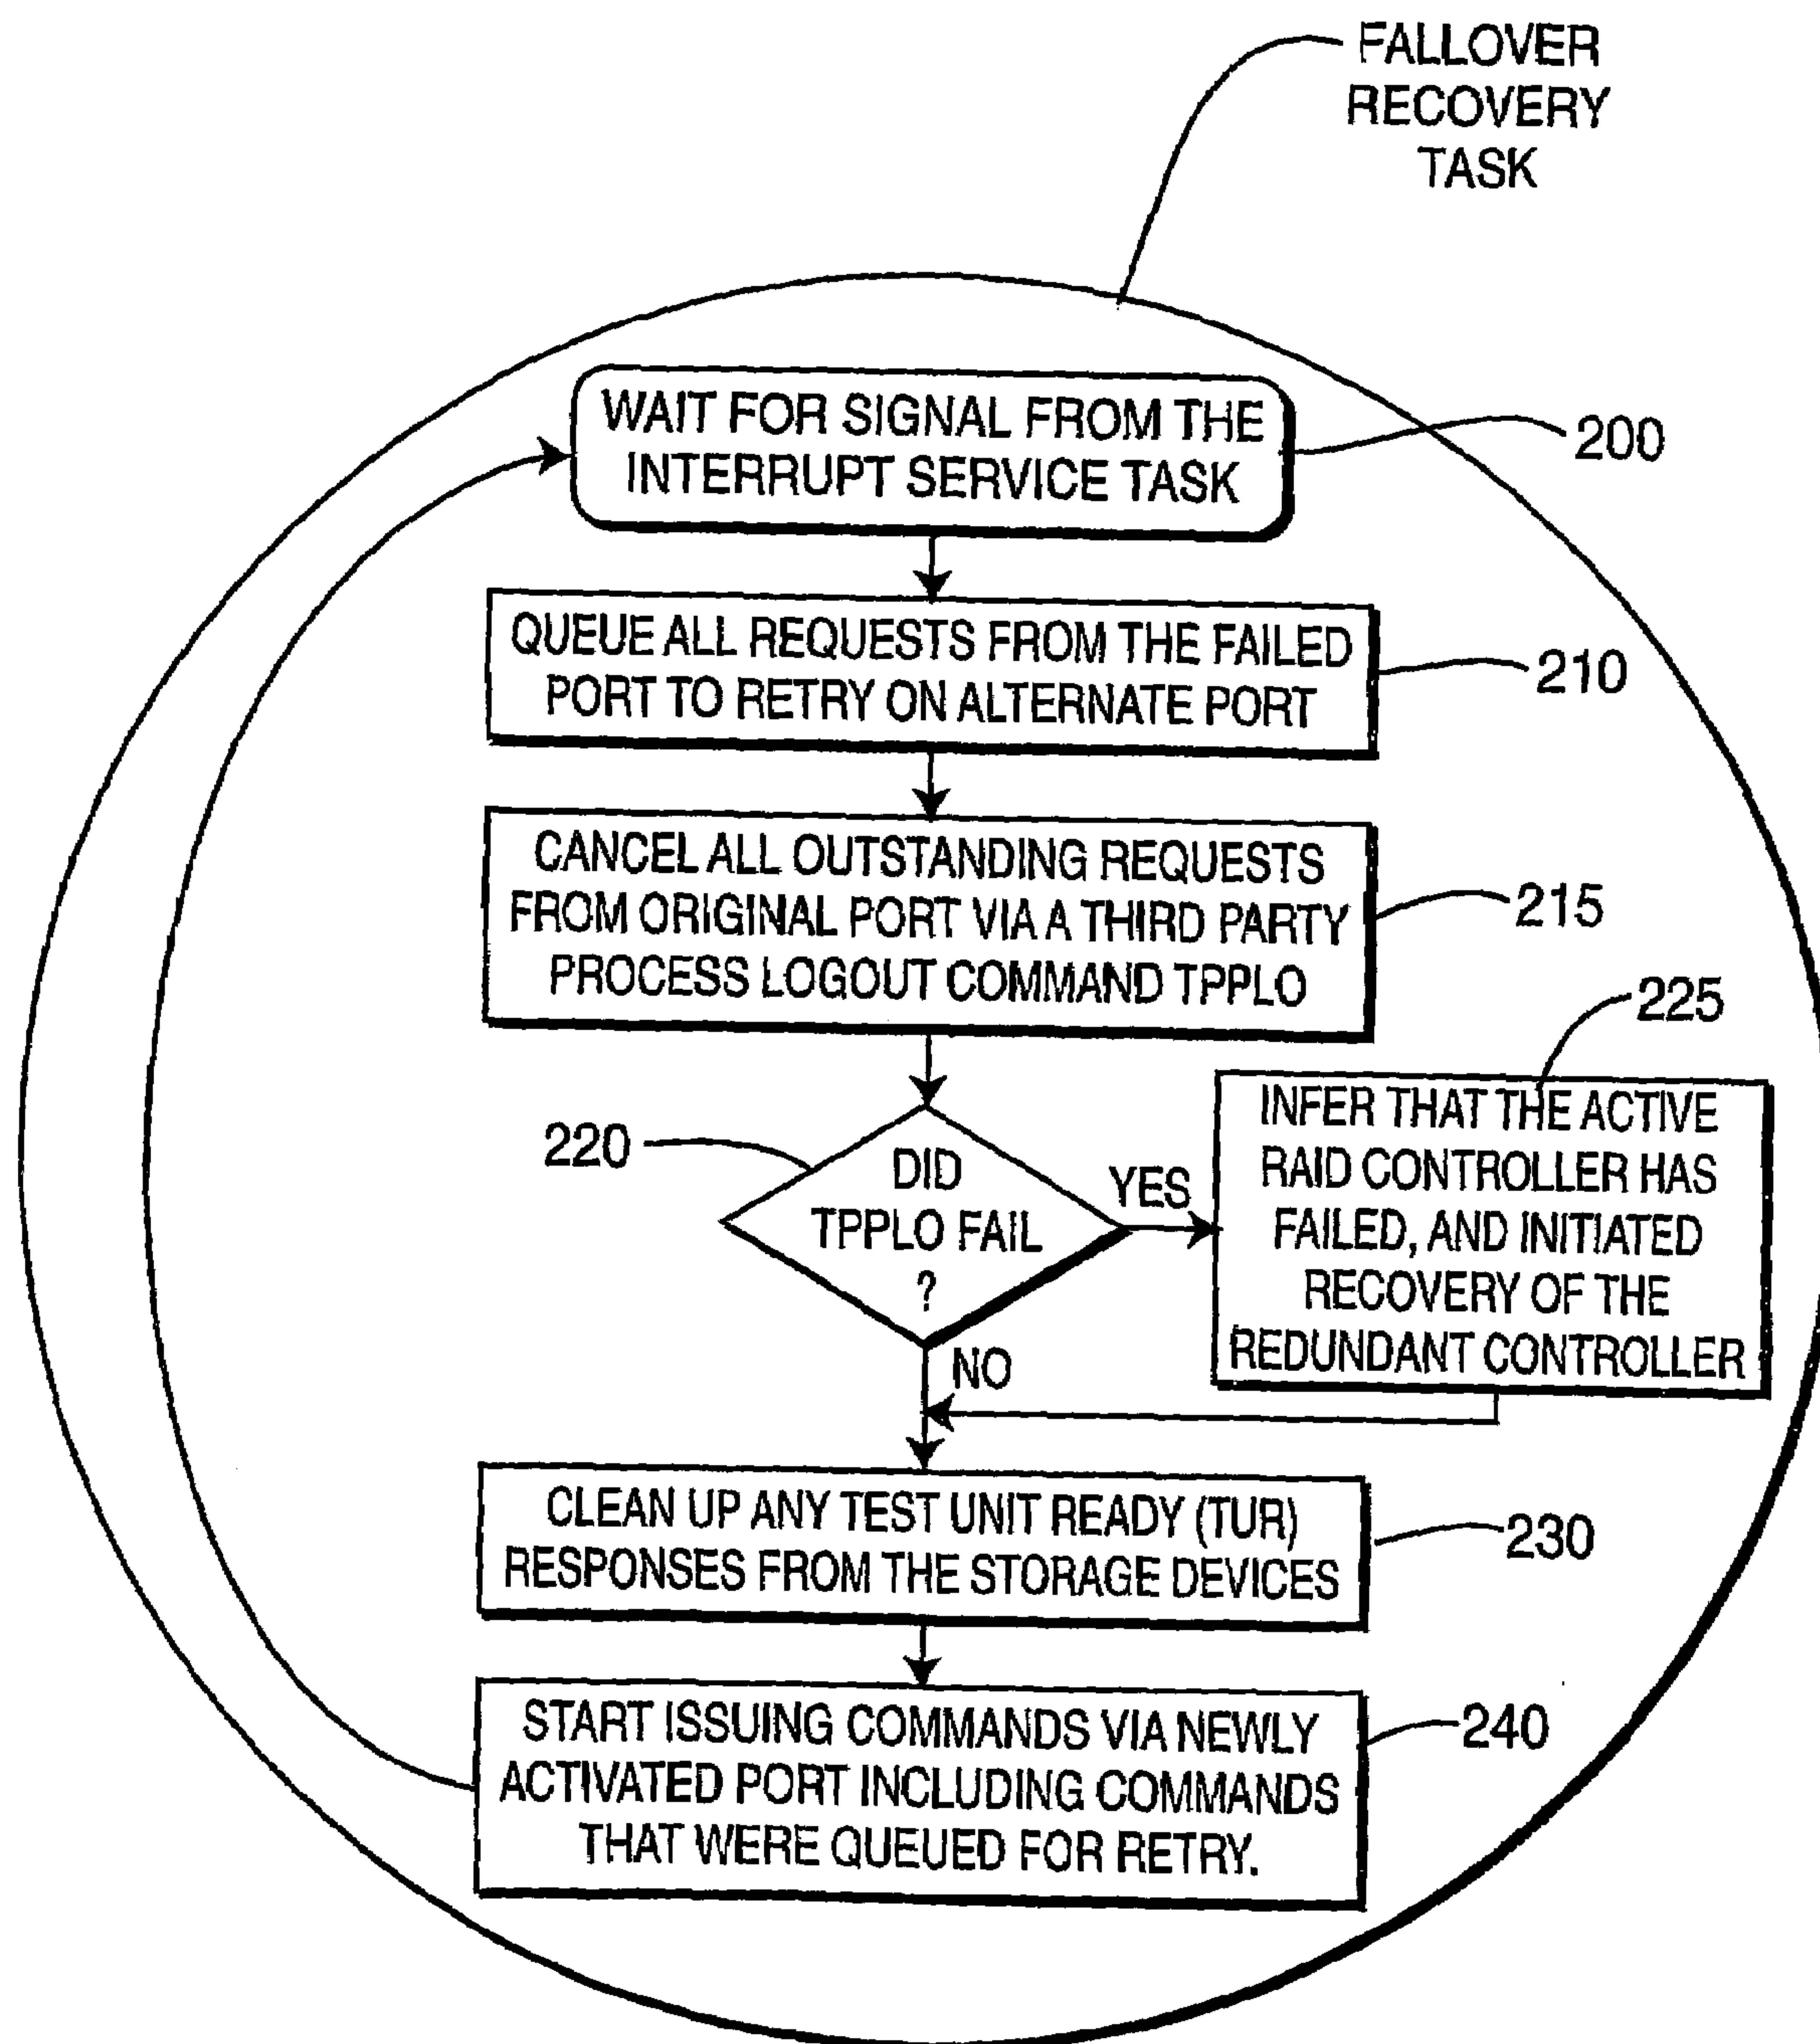 FALLOVER
RECOVERY
TASK
WAIT FOR SIGNAL FROM THE
INTERRUPT SERVICE TASK
200
QUEUE ALL REQUESTS FROM THE FAILED
PORT TO RETRY ON ALTERNATE PORT
210
CANCEL ALL OUTSTANDING REQUESTS
FROM ORIGINAL PORT VIA A THIRD PARTY
PROCESS LOGOUT COMMAND TPPLO
215
220
DID
TPPLO FAIL
?
YES
NO
225
INFER THAT THE ACTIVE
RAID CONTROLLER HAS
FAILED, AND INITIATED
RECOVERY OF THE
REDUNDANT CONTROLLER
CLEAN UP ANY TEST UNIT READY (TUR)
RESPONSES FROM THE STORAGE DEVICES
230
START ISSUING COMMANDS VIA NEWLY
ACTIVATED PORT INCLUDING COMMANDS
THAT WERE QUEUED FOR RETRY.
240